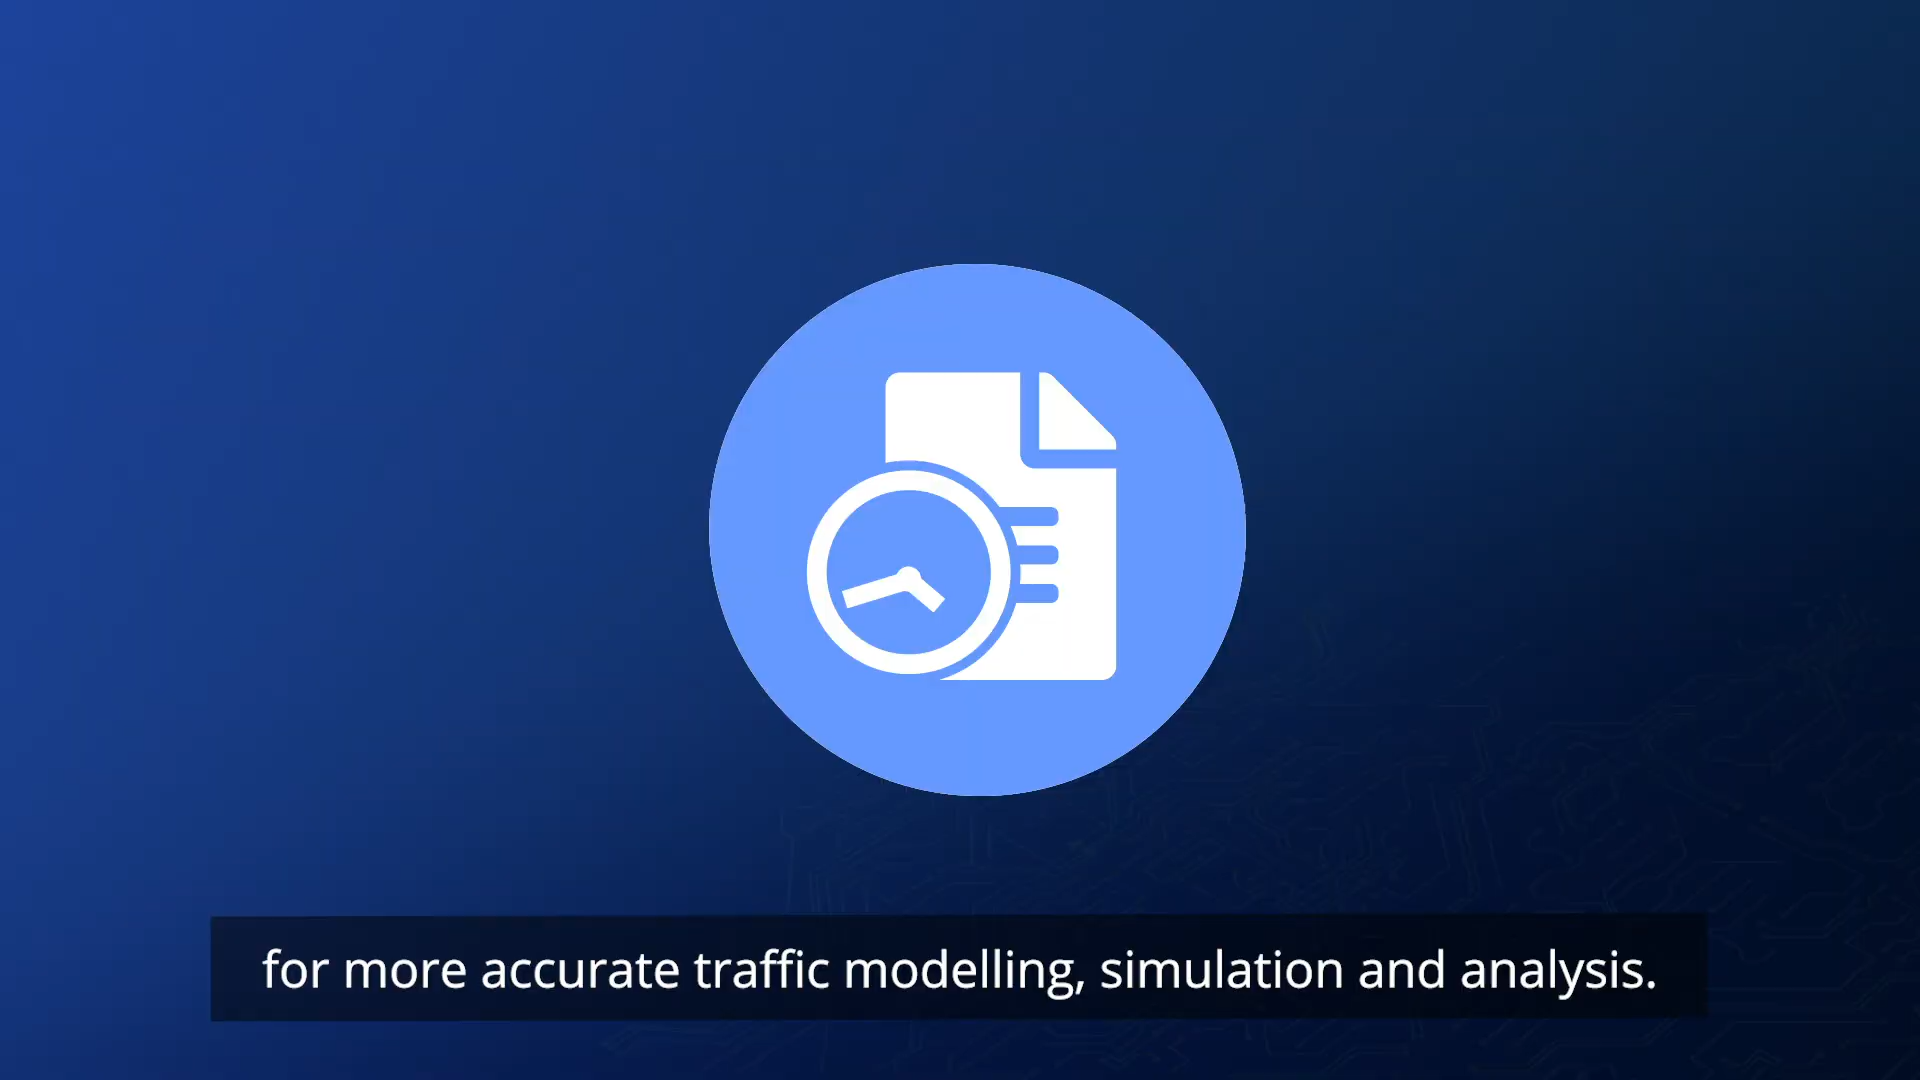 for more accurate traffic modelling, simulation and analysis.